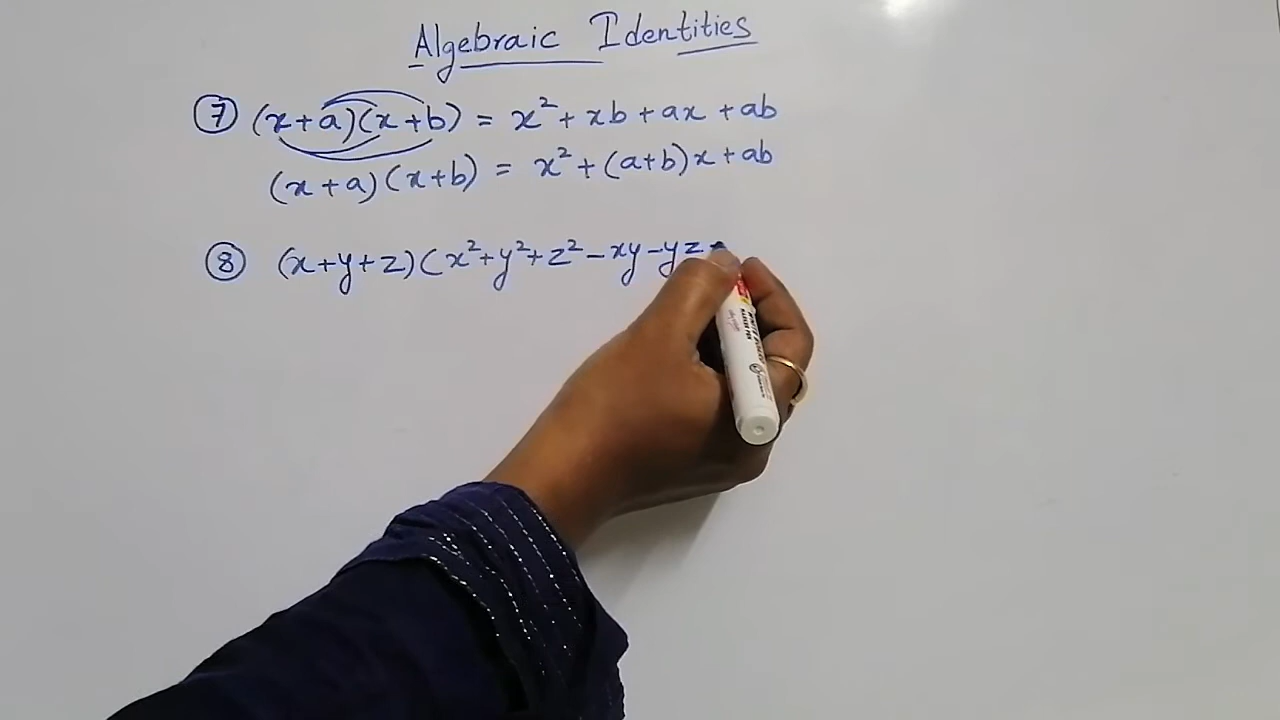 Algebraic Identities
⑦ (x+a)(x+b) = x² + xb + ax + ab
(x+a)(x+b) = x² + (a+b)x + ab
⑧ (x+y+z)(x²+y²+z²-xy-yz